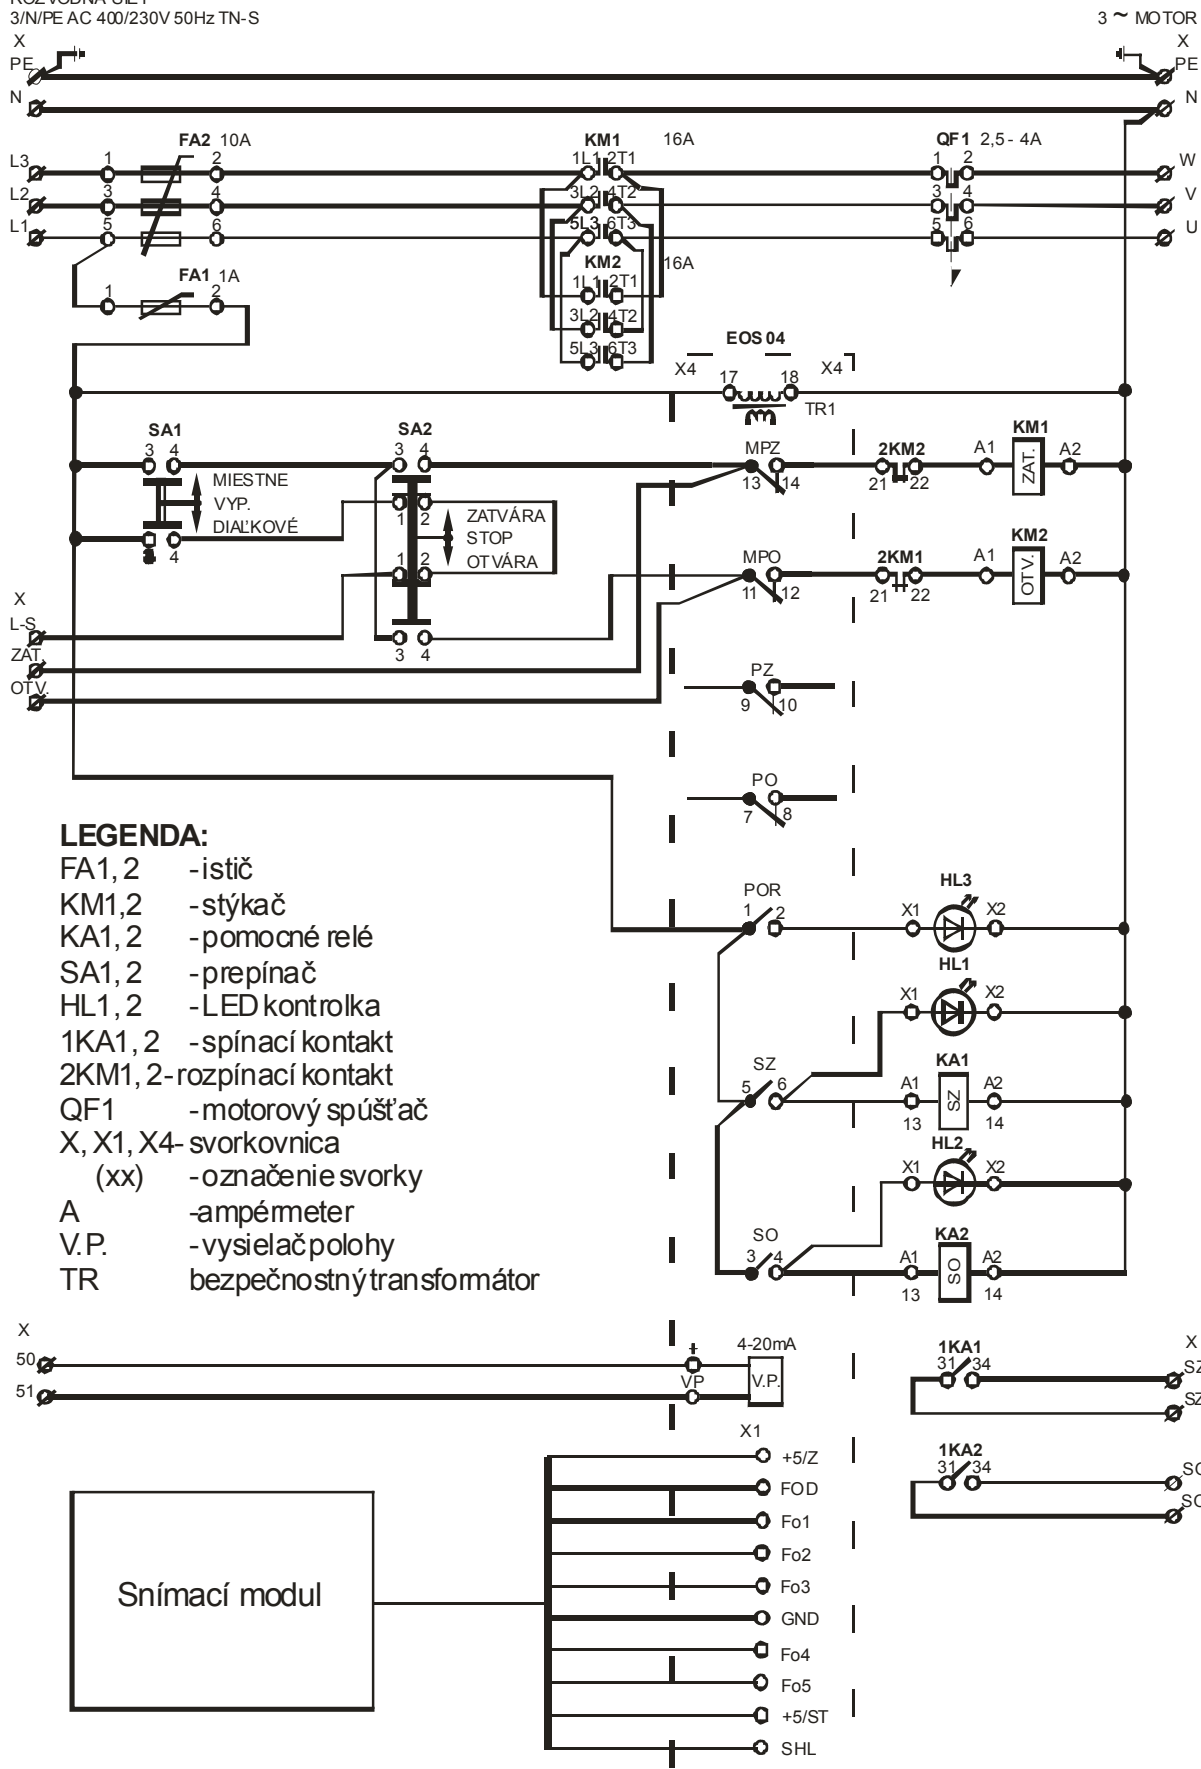 3/N/PE AC 400/230V 50Hz TN-S
3 ~ MOTOR
X
X
PE
PE
N
N
FA2 10A
KM1 16A
QF1 2,5 - 4A
L3 1 2 1L1 2T1 1 2 W
L2 3 4 3L2 4T2 3 4 V
L1 5 6 5L3 6T3 5 6 U
FA1 1A
KM2 16A
1 2 1L1 2T1
3L2 4T2
5L3 6T3
EOS 04
X4 17 18 X4
TR1
SA1 SA2 KM1
3 4 3 4 MPZ 2KM2 A1 ZAT. A2
13 14 21 22
MIESTNE
VYP.
DIAĽKOVÉ
1 2
ZATVÁRA
STOP
OTVÁRA
4
1 2
KM2
MPO 2KM1 A1 OTV. A2
11 12 21 22
X
L-S
3 4
ZAT.
OTV.
PZ
9 10
PO
7 8
LEGENDA:
FA1, 2 - istič
KM1,2 - stýkač
KA1, 2 - pomocné relé
SA1, 2 - prepínač
HL1, 2 - LED kontrolka
1KA1, 2 - spínací kontakt
2KM1, 2- rozpínací kontakt
QF1 - motorový spúšťač
X, X1, X4- svorkovnica
(xx) - označenie svorky
A -ampérmeter
V.P. - vysielač polohy
TR bezpečnostný transformátor
POR HL3
1 2 X1 X2
HL1
X1 X2
SZ KA1
5 6 A1 SZ A2
13 14
HL2
X1 X2
SO KA2
3 4 A1 SO A2
13 14
X
50
51
+
VP
4-20mA
V.P.
1KA1
31 34
X
SZ
SZ
1KA2
31 34
Snímací modul
X1
+5/Z
FOD
Fo1
Fo2
Fo3
GND
Fo4
Fo5
+5/ST
SHL